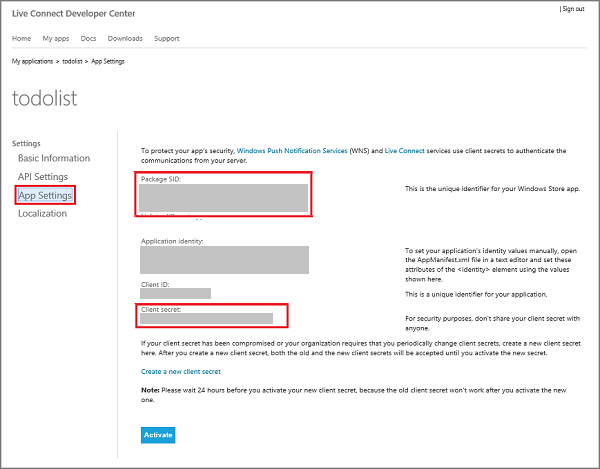 Live Connect Developer Center
| Sign out
Home My apps Docs Downloads Support
My applications > todolist > App Settings
todolist
Settings
Basic Information
API Settings
App Settings
Localization
To protect your app's security, Windows Push Notification Services (WNS) and Live Connect services use client secrets to authenticate the
communications from your server.
Package SID:
This is the unique identifier for your Windows Store app.
Application identity:
To set your application's identity values manually, open
the AppManifest.xml file in a text editor and set these
attributes of the <identity> element using the values
shown here.
Client ID:
This is a unique identifier for your application.
Client secret:
For security purposes, don't share your client secret with
anyone.
If your client secret has been compromised or your organization requires that you periodically change client secrets, create a new client secret
here. After you create a new client secret, both the old and the new client secrets will be accepted until you activate the new secret.
Create a new client secret
Note: Please wait 24 hours before you activate your new client secret, because the old client secret won't work after you activate the new
one.
Activate